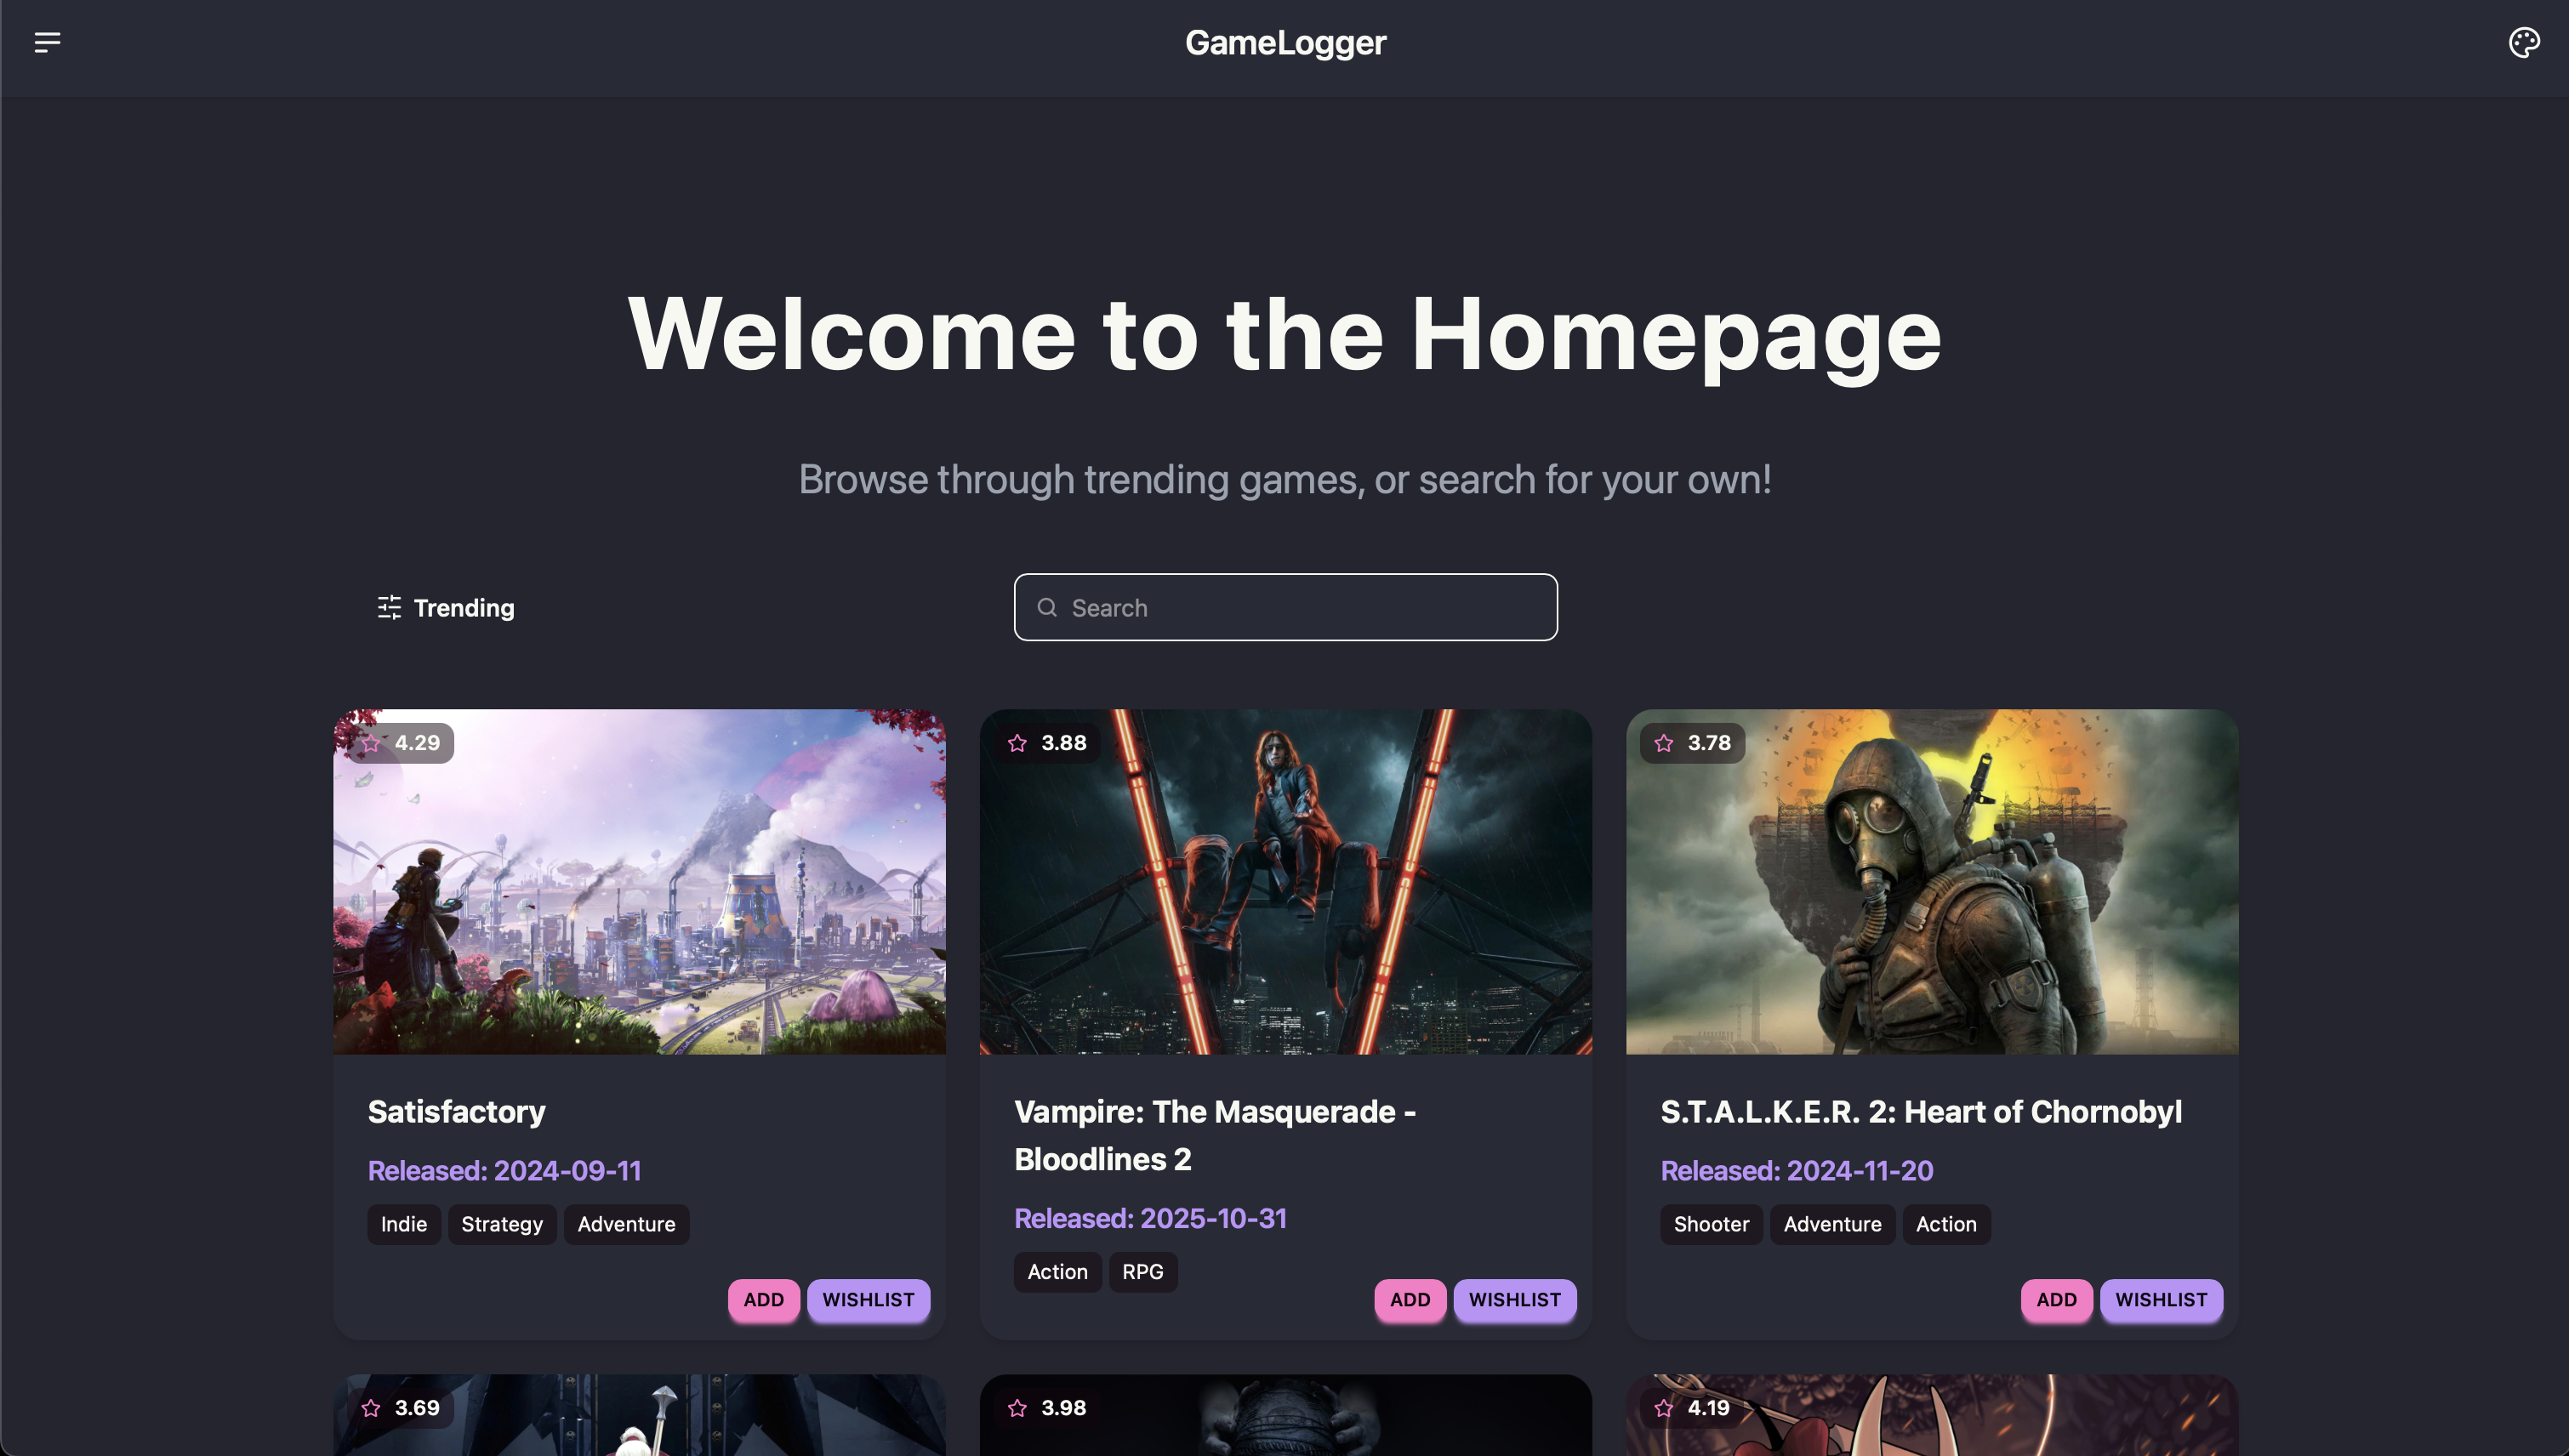 GameLogger
Welcome to the Homepage
Browse through trending games, or search for your own!
Trending
Search
4.29
3.88
3.78
Satisfactory
Released: 2024-09-11
Indie Strategy Adventure
ADD WISHLIST
Vampire: The Masquerade -
Bloodlines 2
Released: 2025-10-31
Action RPG
ADD WISHLIST
S.T.A.L.K.E.R. 2: Heart of Chornobyl
Released: 2024-11-20
Shooter Adventure Action
ADD WISHLIST
3.69
3.98
4.19